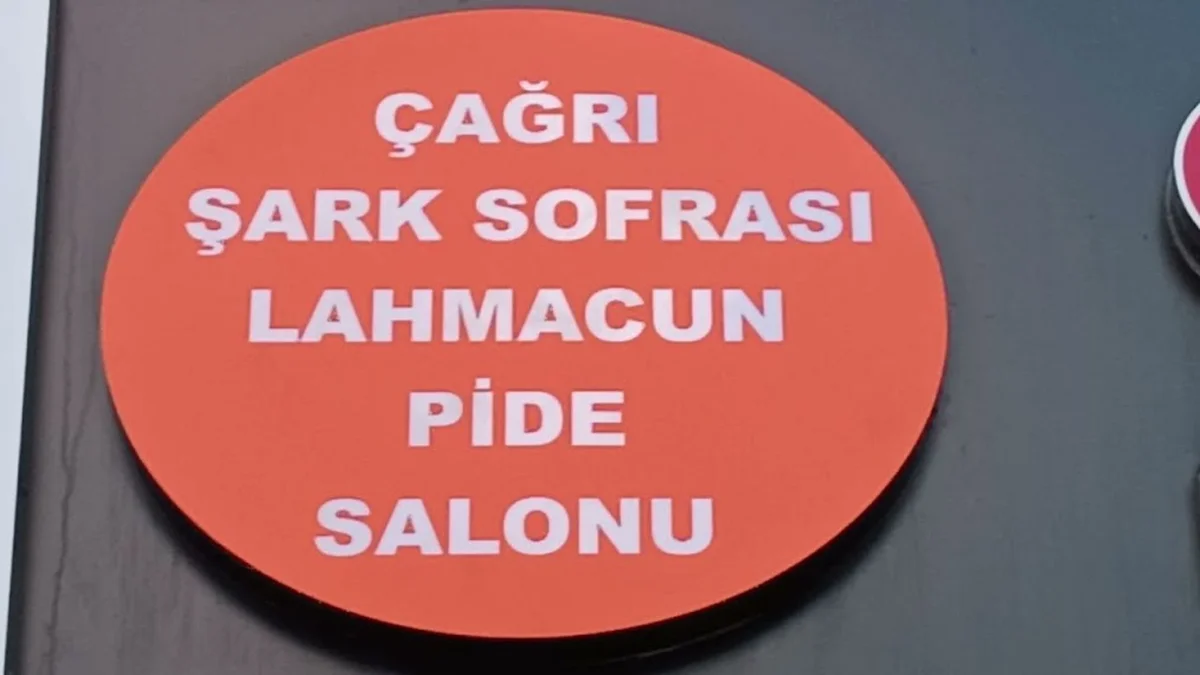 ÇAĞRI
ŞARK SOFRASI
LAHMACUN
PİDE
SALONU